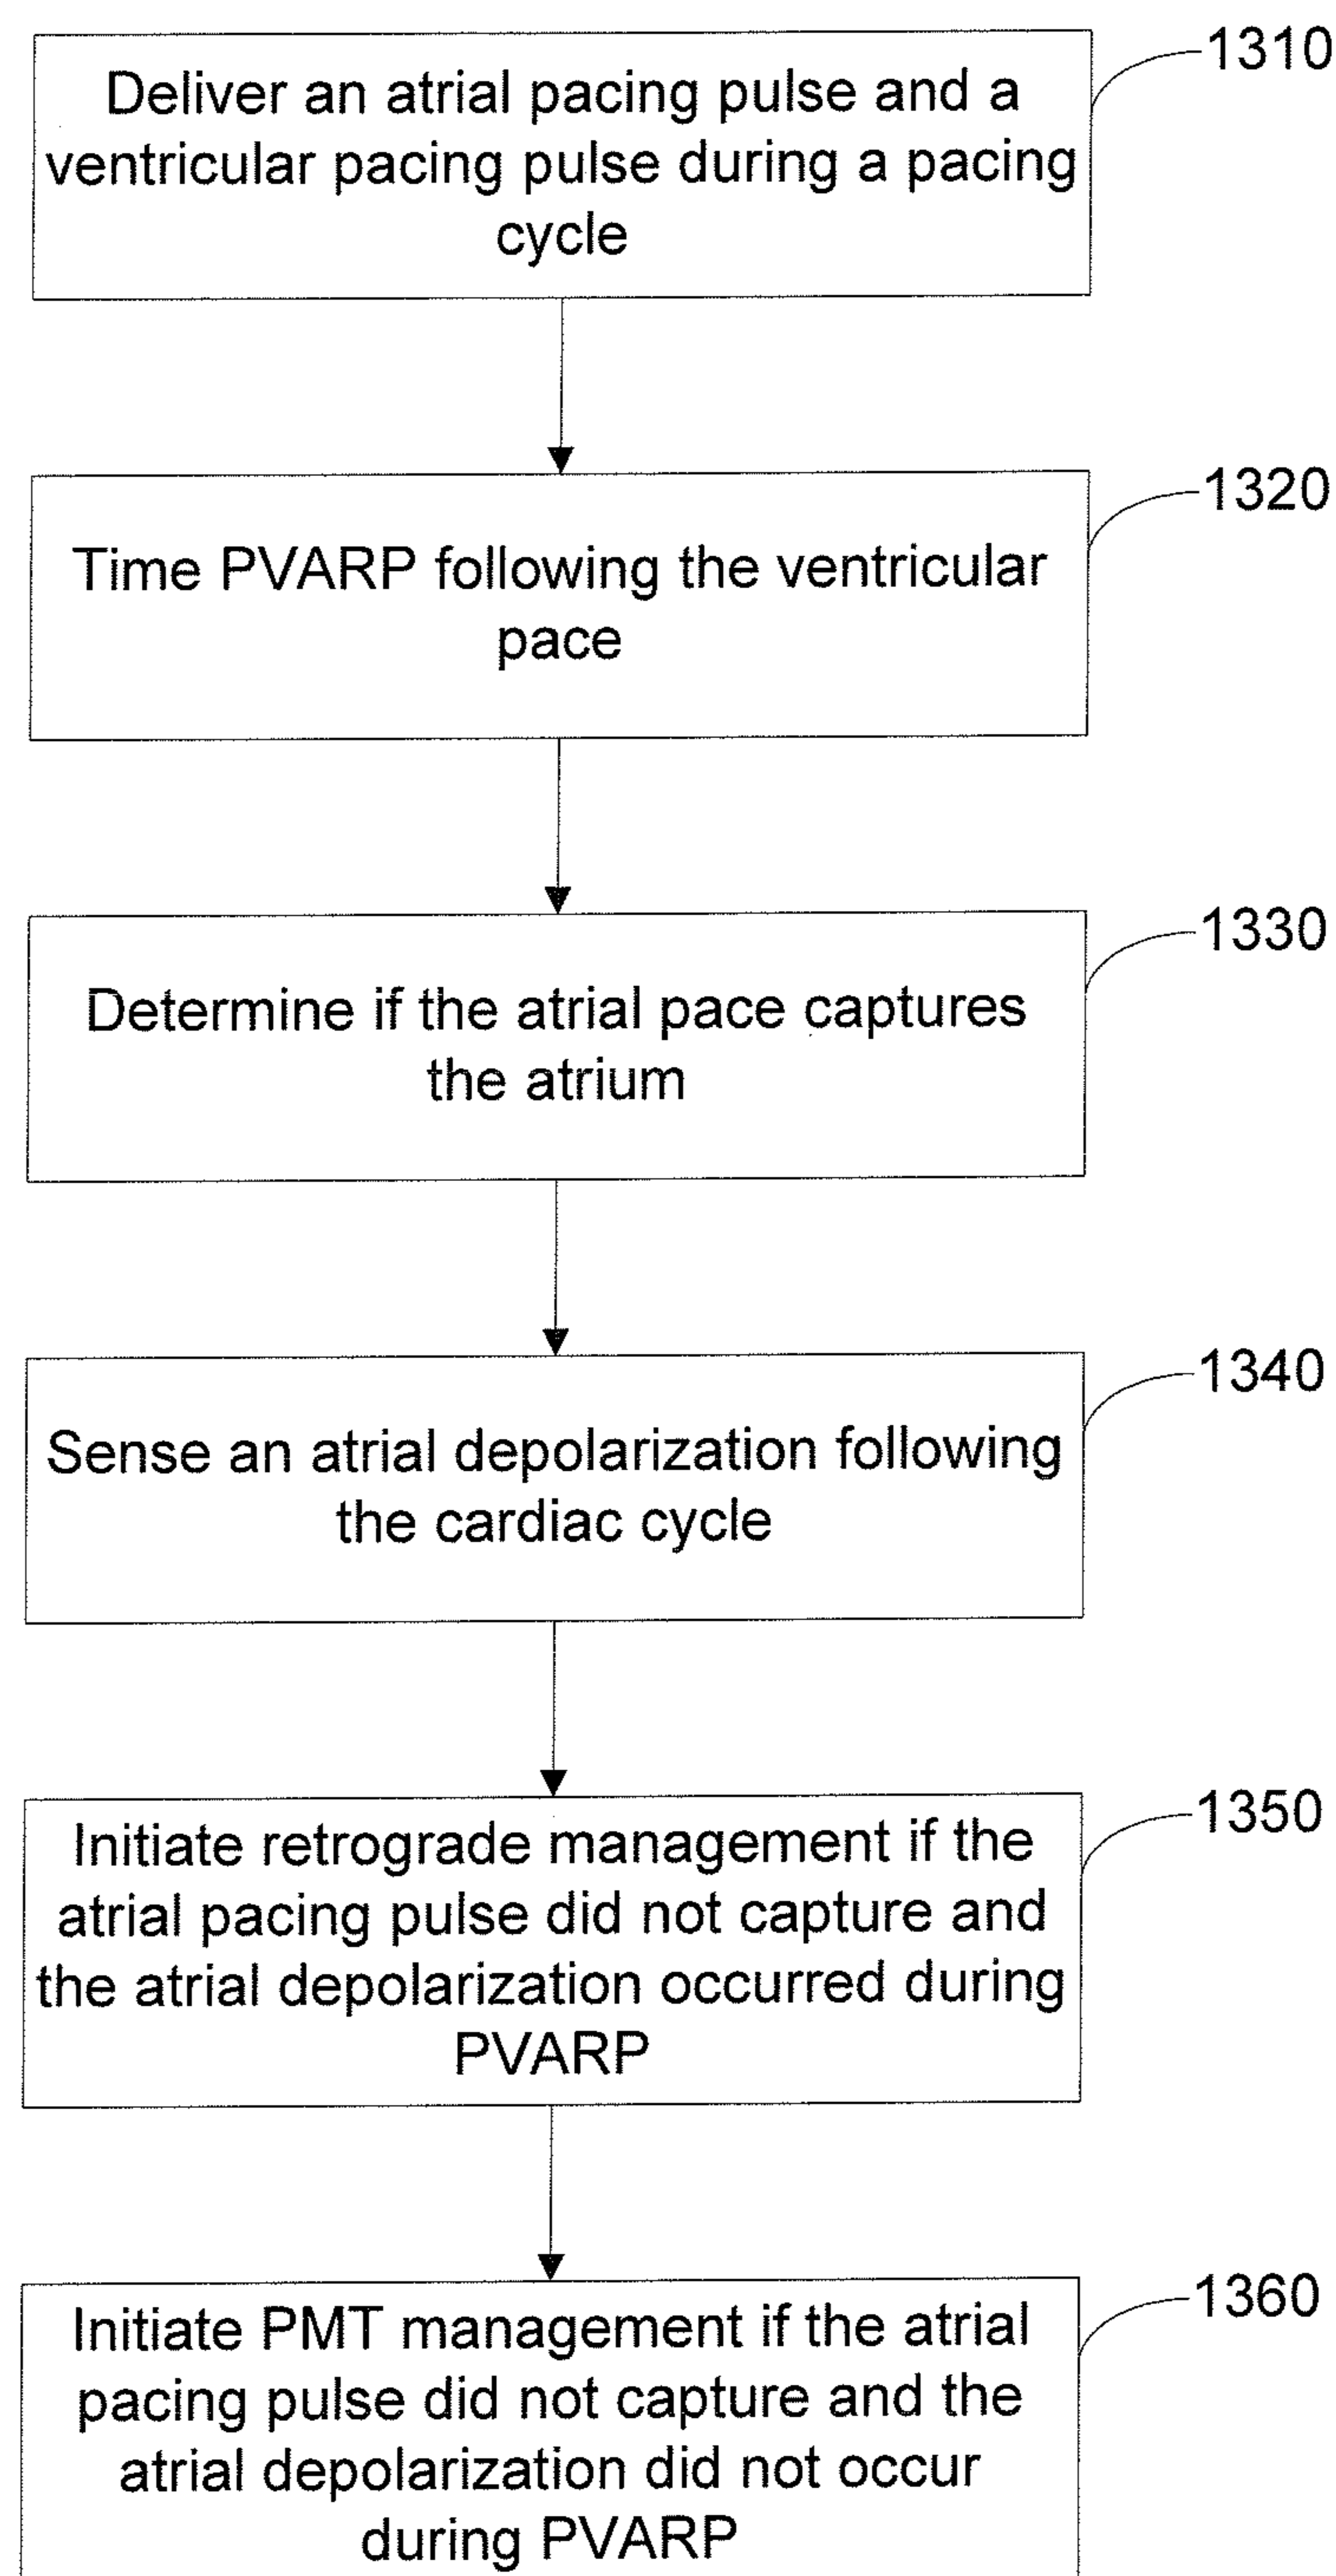 1310
Deliver an atrial pacing pulse and a
ventricular pacing pulse during a pacing
cycle
1320
Time PVARP following the ventricular
pace
1330
Determine if the atrial pace captures
the atrium
1340
Sense an atrial depolarization following
the cardiac cycle
1350
Initiate retrograde management if the
atrial pacing pulse did not capture and
the atrial depolarization occurred during
PVARP
1360
Initiate PMT management if the atrial
pacing pulse did not capture and the
atrial depolarization did not occur
during PVARP